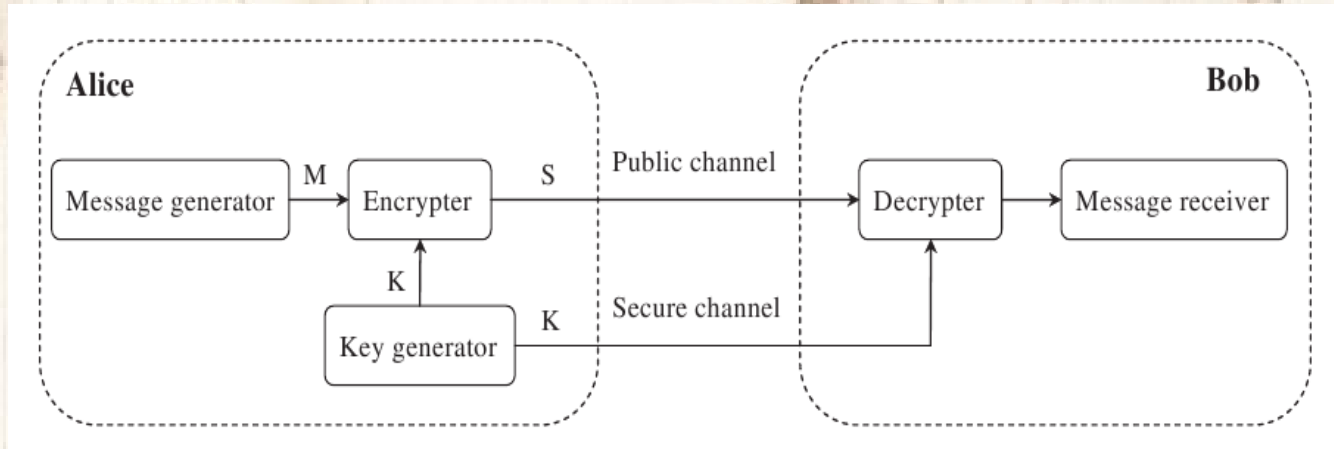 Alice
Bob
Message generator
M
Encrypter
S
Public channel
Decrypter
Message receiver
K
Key generator
K
Secure channel